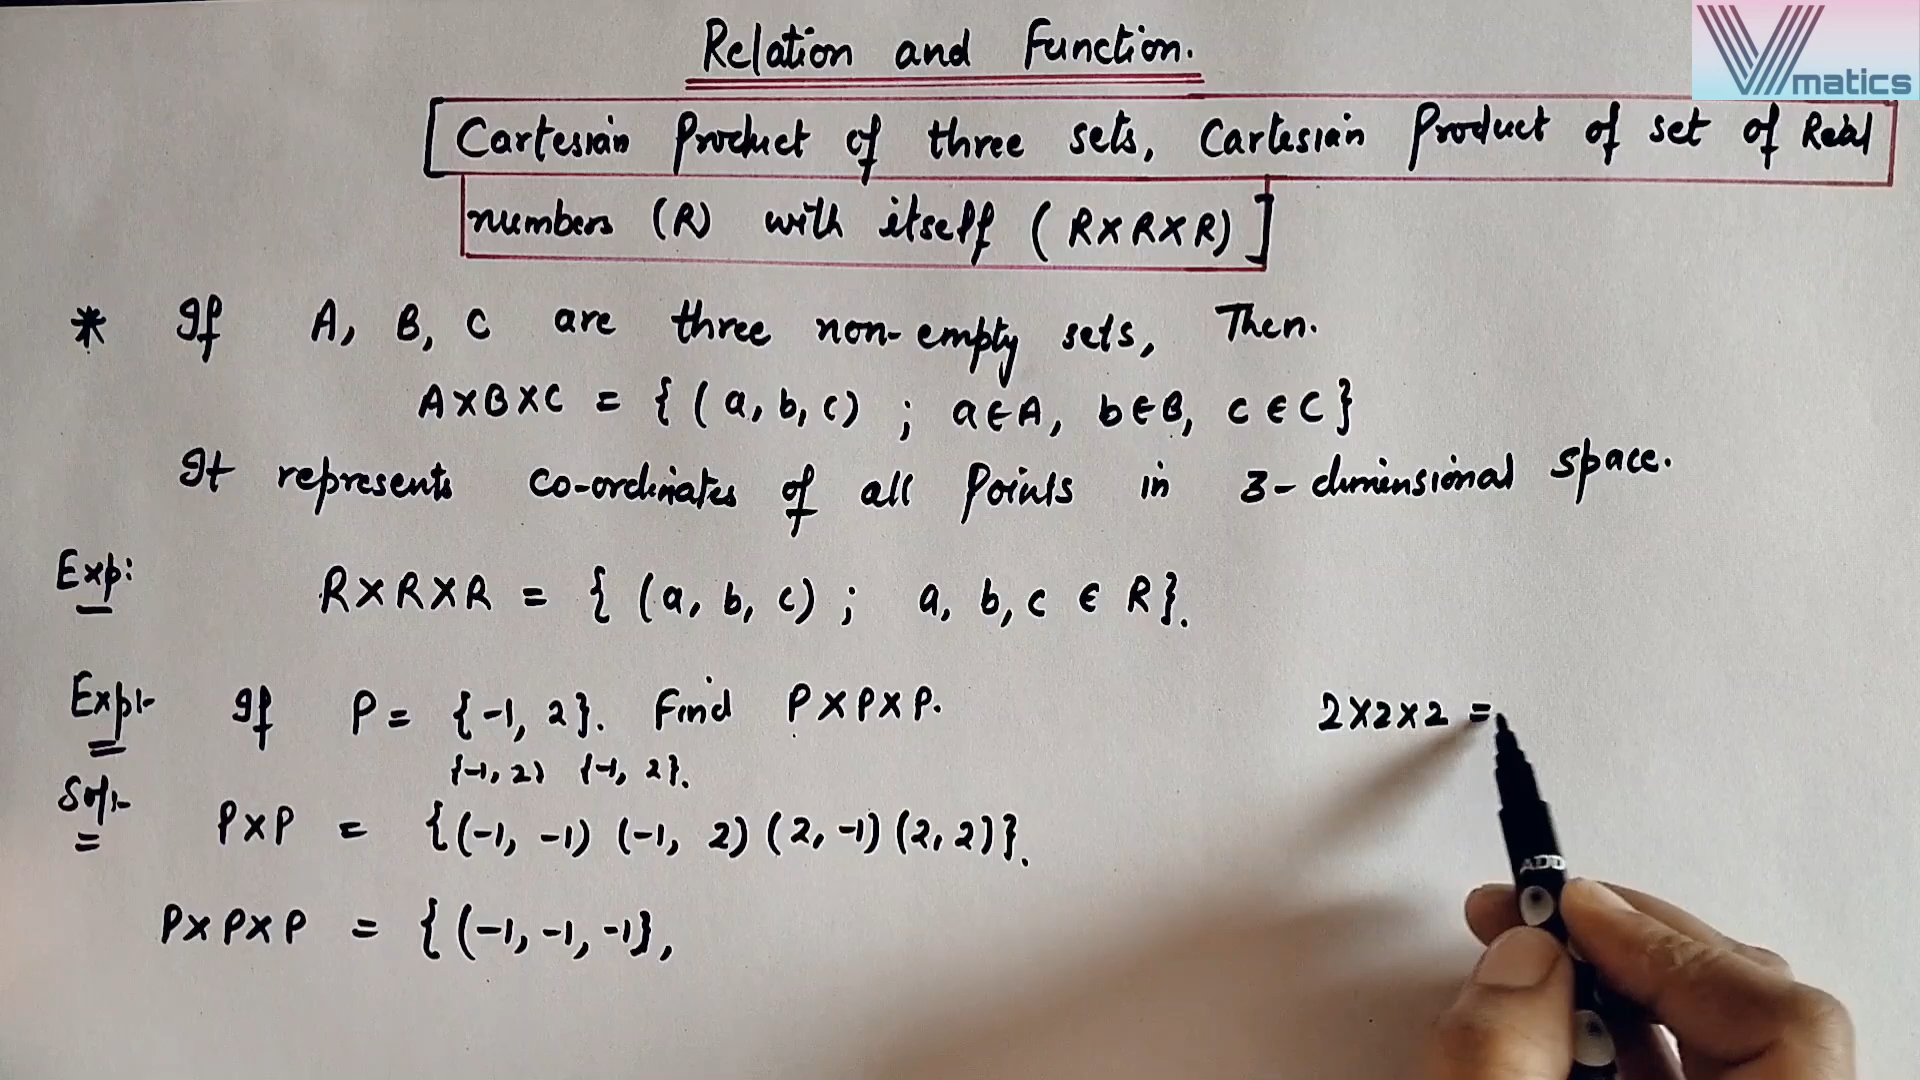 Relation and Function.
Vmatics
[Cartesian Product of three sets, Cartesian Product of set of Real
numbers (R) with itself (R×R×R)]
* If A, B, C are three non-empty sets, Then.
A×B×C = {(a, b, c) ; a∈A, b∈B, c∈C}
It represents co-ordinates of all Points in 3-dimensional space.
Exp: R×R×R = {(a, b, c) ; a, b, c ∈ R}.
Exp:- If P = {-1, 2}. Find P×P×P. 2×2×2 =
{-1, 2} {-1, 2}.
Sol:- P×P = {(-1, -1) (-1, 2) (2, -1) (2, 2)}.
P×P×P = {(-1, -1, -1},
ADD